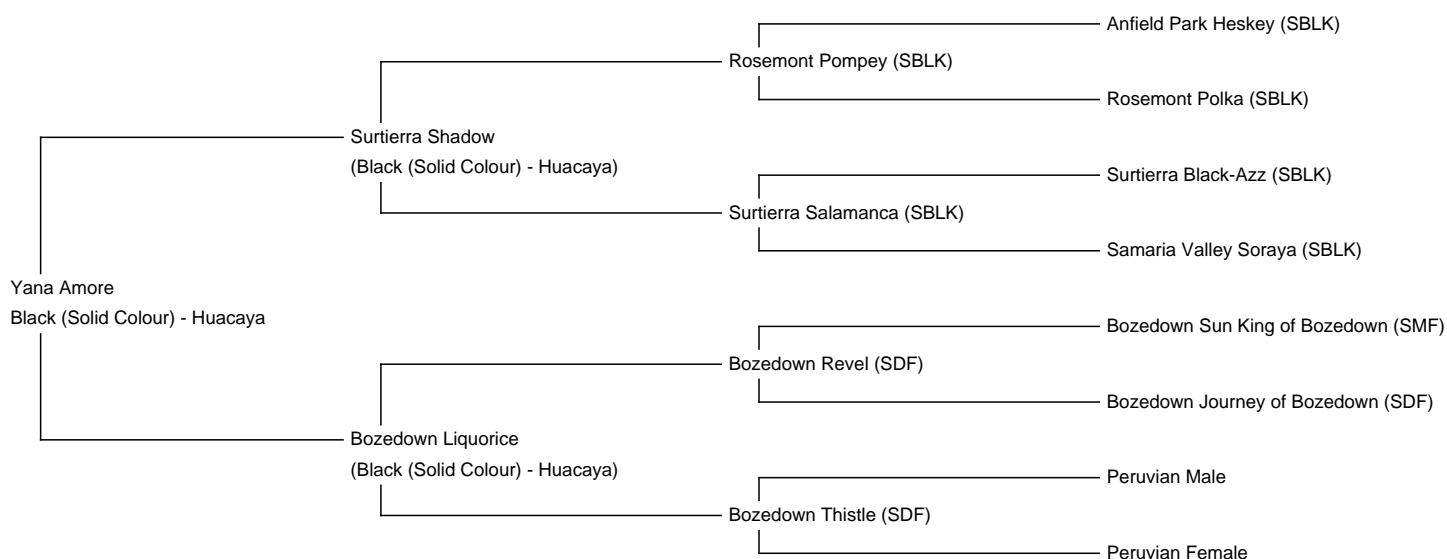 Anfield Park Heskey (SBLK)
Rosemont Pompey (SBLK)
Rosemont Polka (SBLK)
Surtierra Shadow
(Black (Solid Colour) - Huacaya)
Surtierra Black-Azz (SBLK)
Surtierra Salamanca (SBLK)
Samaria Valley Soraya (SBLK)
Yana Amore
Black (Solid Colour) - Huacaya
Bozedown Sun King of Bozedown (SMF)
Bozedown Revel (SDF)
Bozedown Journey of Bozedown (SDF)
Bozedown Liquorice
(Black (Solid Colour) - Huacaya)
Peruvian Male
Bozedown Thistle (SDF)
Peruvian Female